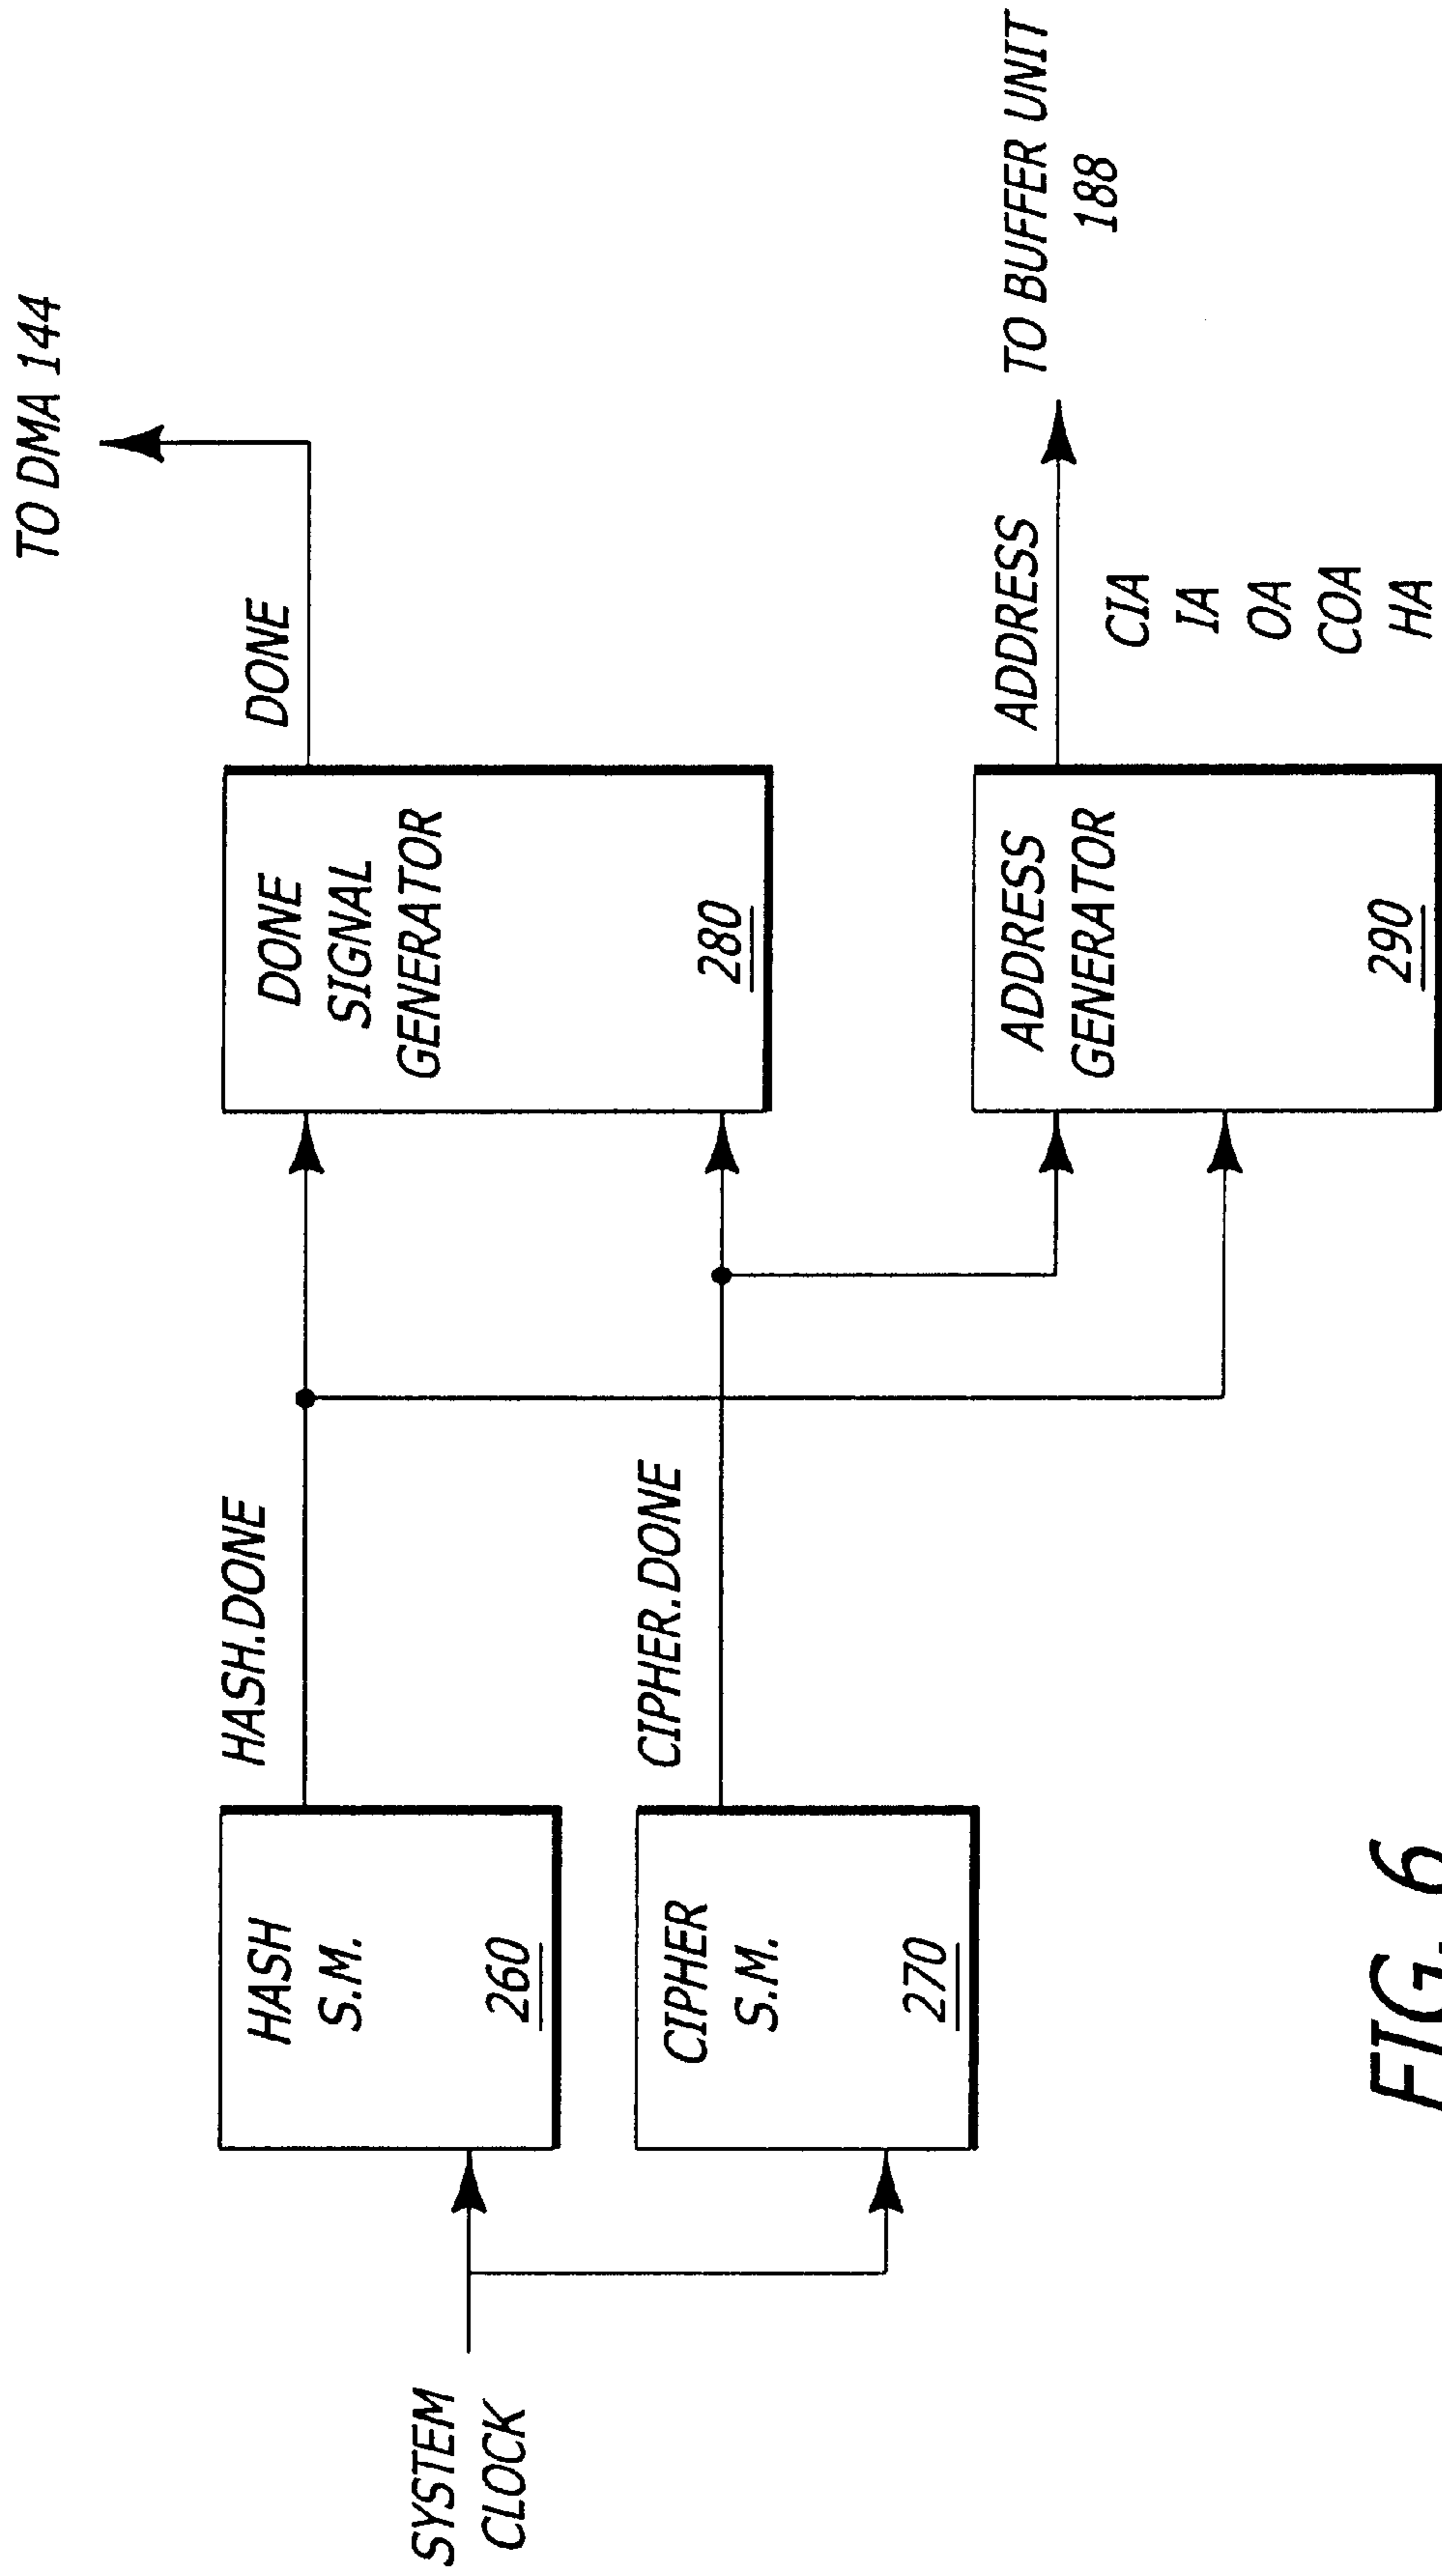 TO DMA 144
HASH
S.M.
260
HASH.DONE
DONE
SIGNAL
GENERATOR
280
DONE
SYSTEM
CLOCK
CIPHER
S.M.
270
CIPHER.DONE
ADDRESS
GENERATOR
290
ADDRESS
CIA
IA
OA
COA
HA
TO BUFFER UNIT
188
FIG. 6